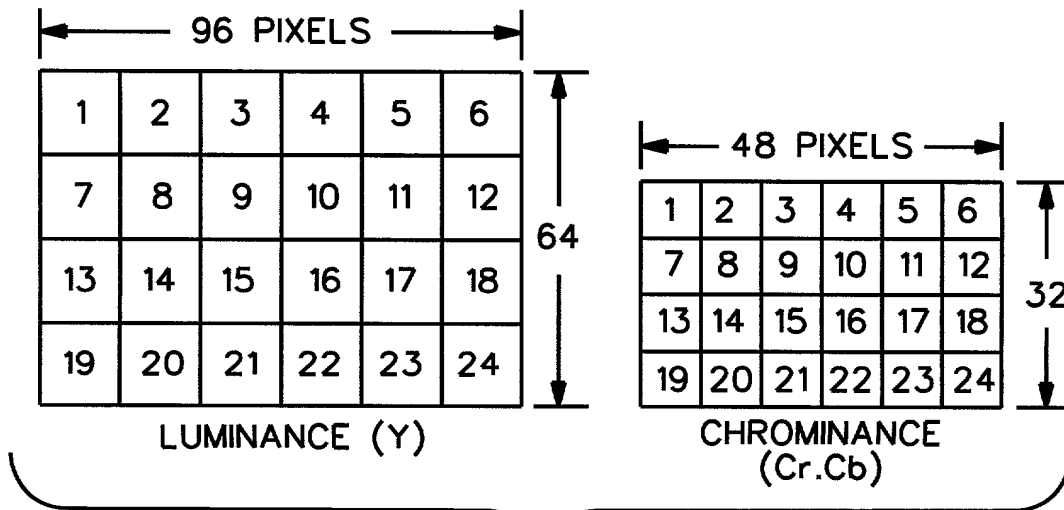 96 PIXELS
1 2 3 4 5 6
7 8 9 10 11 12
13 14 15 16 17 18
19 20 21 22 23 24
64
LUMINANCE (Y)
48 PIXELS
1 2 3 4 5 6
7 8 9 10 11 12
13 14 15 16 17 18
19 20 21 22 23 24
32
CHROMINANCE
(Cr.Cb)